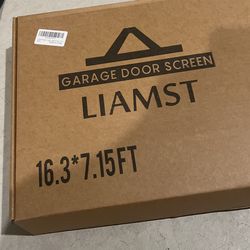 GARAGE DOOR SCREEN
LIAMST
16.3*7.15FT